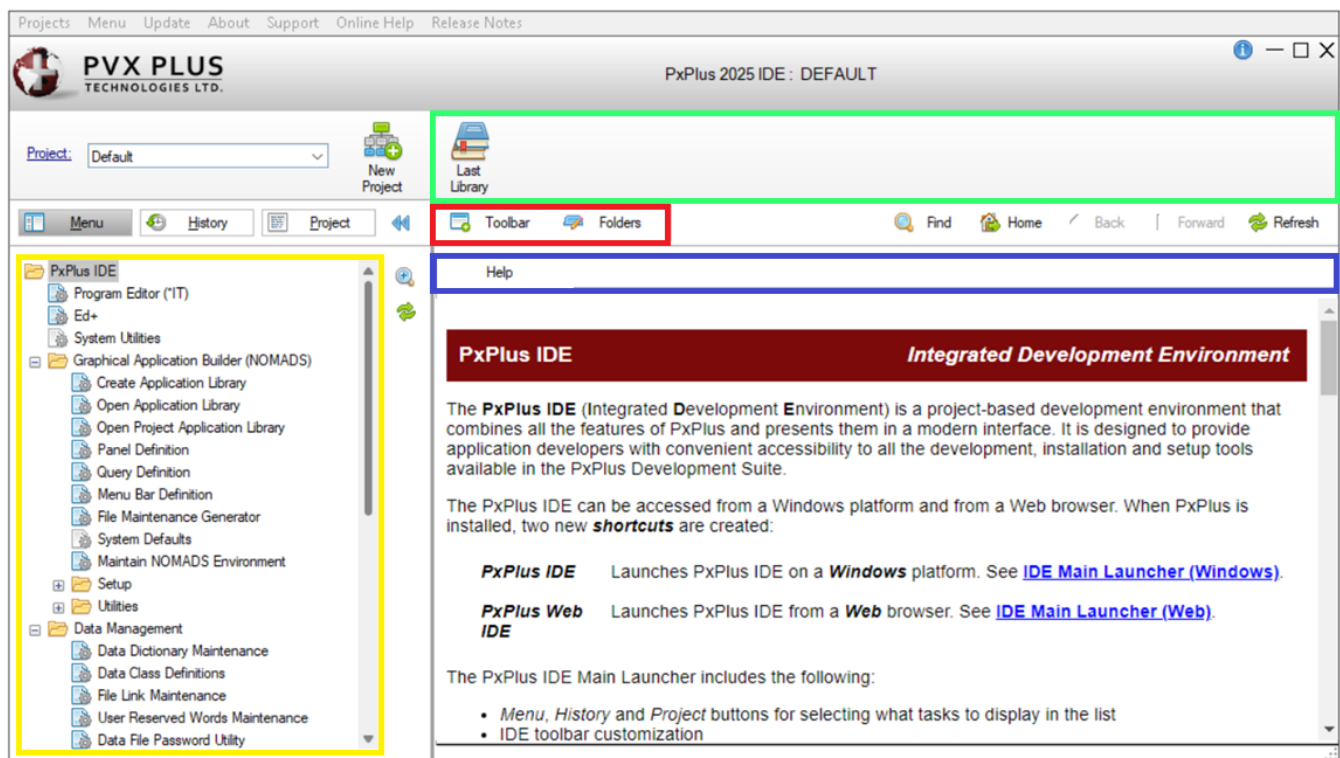 Projects Menu Update About Support Online Help Release Notes
PVX PLUS
TECHNOLOGIES LTD.
PxPlus 2025 IDE : DEFAULT
Project:
Default
New
Project
Last
Library
Menu
History
Project
Toolbar
Folders
Find
Home
Back
Forward
Refresh
PxPlus IDE
Program Editor (*IT)
Ed+
System Utilities
Graphical Application Builder (NOMADS)
Create Application Library
Open Application Library
Open Project Application Library
Panel Definition
Query Definition
Menu Bar Definition
File Maintenance Generator
System Defaults
Maintain NOMADS Environment
Setup
Utilities
Data Management
Data Dictionary Maintenance
Data Class Definitions
File Link Maintenance
User Reserved Words Maintenance
Data File Password Utility
Help
PxPlus IDE Integrated Development Environment
The PxPlus IDE (Integrated Development Environment) is a project-based development environment that
combines all the features of PxPlus and presents them in a modern interface. It is designed to provide
application developers with convenient accessibility to all the development, installation and setup tools
available in the PxPlus Development Suite.
The PxPlus IDE can be accessed from a Windows platform and from a Web browser. When PxPlus is
installed, two new shortcuts are created:
PxPlus IDE Launches PxPlus IDE on a Windows platform. See IDE Main Launcher (Windows).
PxPlus Web Launches PxPlus IDE from a Web browser. See IDE Main Launcher (Web).
IDE
The PxPlus IDE Main Launcher includes the following:
• Menu, History and Project buttons for selecting what tasks to display in the list
• IDE toolbar customization